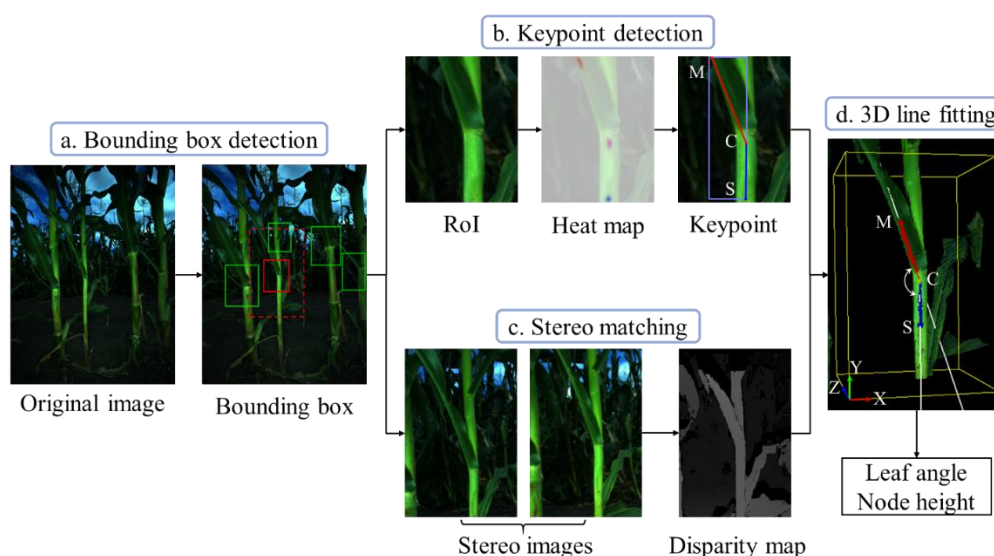 a. Bounding box detection
Original image
Bounding box
b. Keypoint detection
M
C
S
RoI
Heat map
Keypoint
c. Stereo matching
Stereo images
Disparity map
d. 3D line fitting
M
C
S
Y
Z
X
Leaf angle
Node height